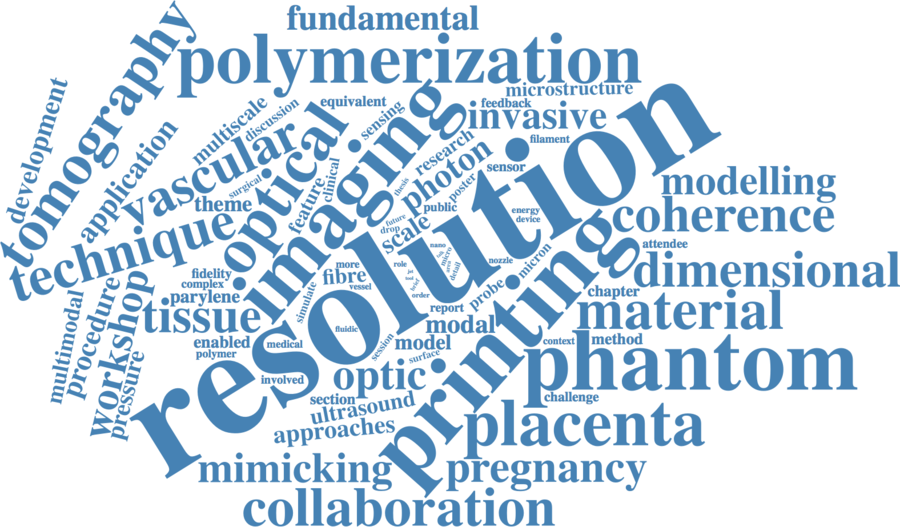 fundamental
polymerization
tomography
development
application
multiscale
discussion
equivalent
sensing
microstructure
feedback
invasive
filament
vascular
optical
imaging
research
photon
sensor
resolution
surgical
clinical
feature
theme
thesis
poster
public
future
drop
scale
energy
device
modelling
coherence
attendee
dimensional
technique
fidelity
complex
more
fibre
vessel
role
nano
micro
detail
order
nozzle
micron
probe
chapter
material
parylene
simulate
report
printing
multimodal
procedure
workshop
pressure
tissue
enabled
polymer
medical
fluidic
session
modal
model
surface
context
method
phantom
involved
optic
challenge
section
ultrasound
approaches
placenta
mimicking
pregnancy
collaboration